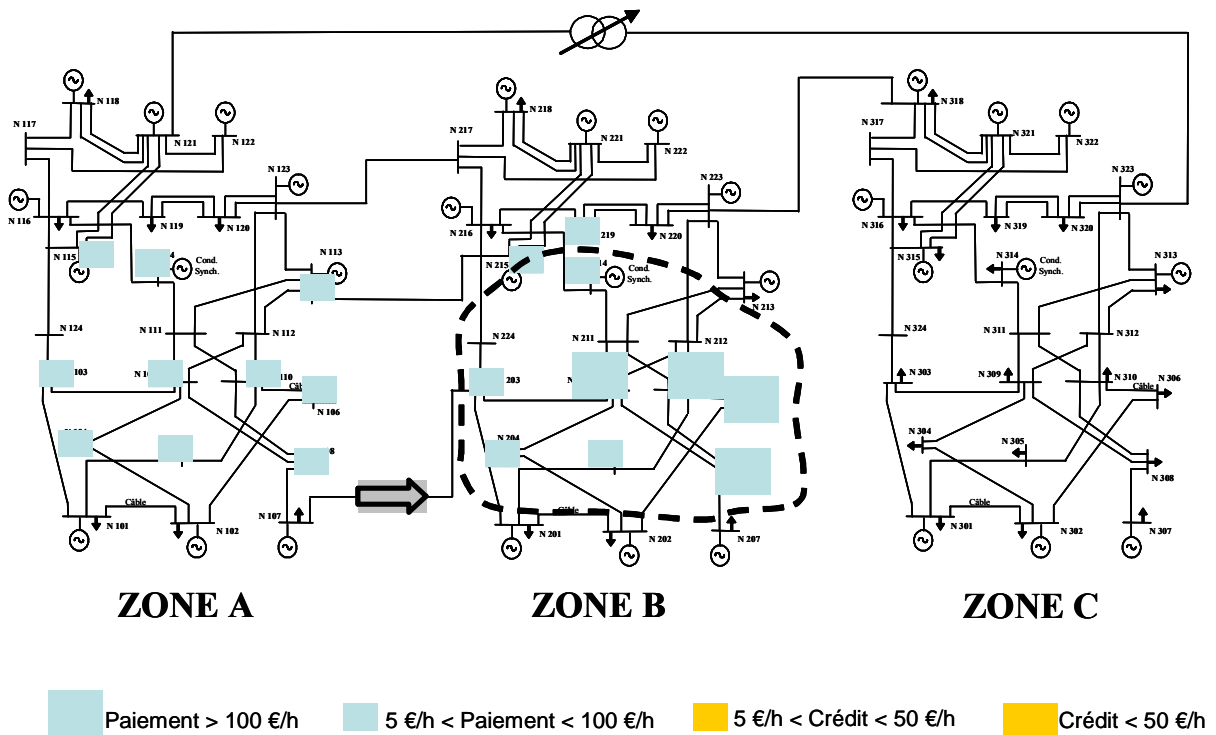 N 118
N 117
N 121
N 122
N 123
N 116
N 119
N 120
N 115
Cond.
Synch.
N 113
N 124
N 111
N 112
103
110
Câble
N 106
Câble
N 101
N 102
N 107
ZONE A
N 218
N 217
N 221
N 222
N 223
N 216
219
N 220
N 215
14
Cond.
Synch.
N 213
N 224
N 211
N 212
203
N 204
Câble
N 201
N 202
N 207
ZONE B
N 318
N 317
N 321
N 322
N 323
N 316
N 319
N 320
N 315
N 314
Cond.
Synch.
N 313
N 324
N 311
N 312
N 303
N 309
N 310
N 306
Câble
N 304
N 305
N 308
Câble
N 301
N 302
N 307
ZONE C
Paiement > 100 €/h
5 €/h < Paiement < 100 €/h
5 €/h < Crédit < 50 €/h
Crédit < 50 €/h